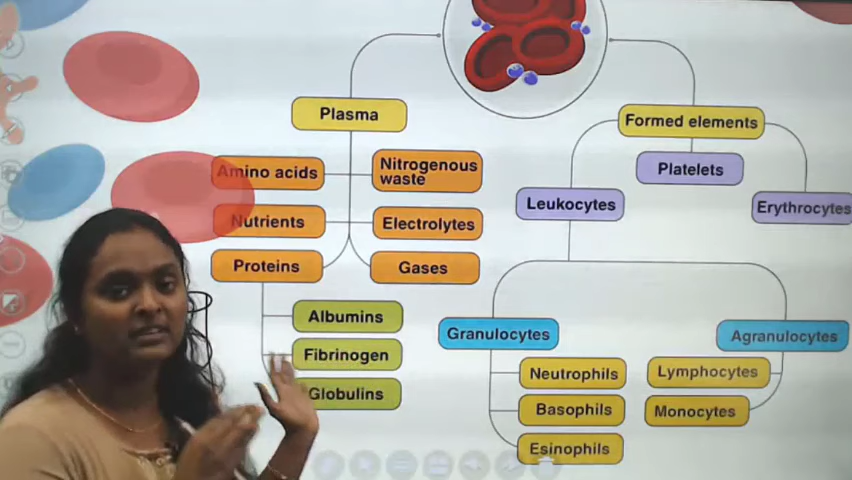 Plasma
Amino acids
Nitrogenous
waste
Nutrients
Electrolytes
Proteins
Gases
Albumins
Fibrinogen
Globulins
Formed elements
Platelets
Leukocytes
Erythrocytes
Granulocytes
Agranulocytes
Neutrophils
Lymphocytes
Basophils
Monocytes
Esinophils